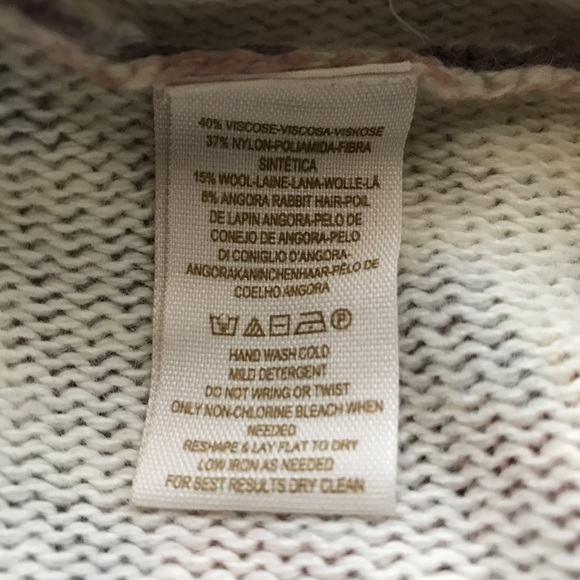 40% VISCOSE-VISCOSA-VISKOSE
37% NYLON-POLIAMIDA-FIBRA
SINTÉTICA
15% WOOL-LAINE-LANA-WOLLE-LÃ
8% ANGORA RABBIT HAIR-POIL
DE LAPIN ANGORA-PELO DE
CONEJO DE ANGORA-PELO
DI CONIGLIO D'ANGORA-
ANGORAKANINCHENHAAR-PÊLO DE
COELHO ANGORA
P
HAND WASH COLD
MILD DETERGENT
DO NOT WRING OR TWIST
ONLY NON-CHLORINE BLEACH WHEN
NEEDED
RESHAPE & LAY FLAT TO DRY
LOW IRON AS NEEDED
FOR BEST RESULTS DRY CLEAN